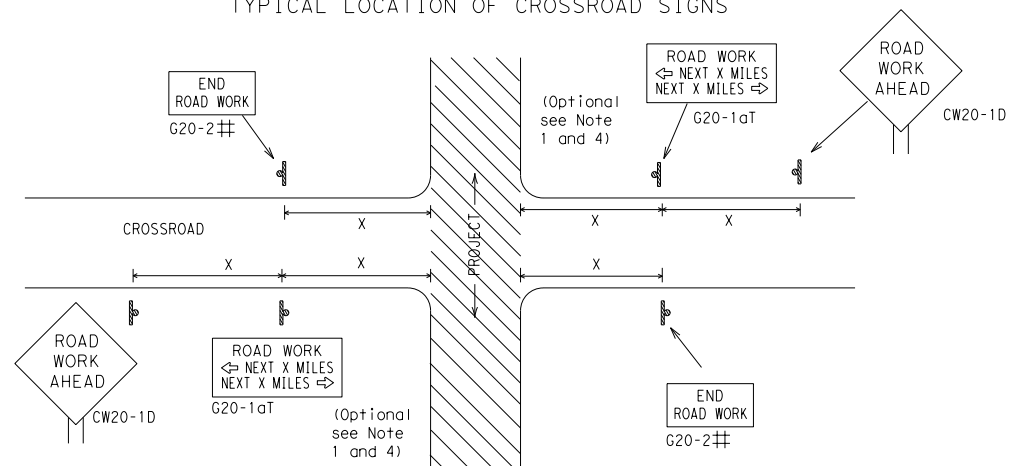 TYPICAL LOCATION OF CROSSROAD SIGNS
END
ROAD WORK
G20-2#
(Optional
see Note
1 and 4)
ROAD WORK
⇦ NEXT X MILES
NEXT X MILES ⇨
G20-1aT
ROAD
WORK
AHEAD
CW20-1D
X
X
X
CROSSROAD
PROJECT
X
X
X
ROAD
WORK
AHEAD
CW20-1D
ROAD WORK
⇦ NEXT X MILES
NEXT X MILES ⇨
G20-1aT
(Optional
see Note
1 and 4)
END
ROAD WORK
G20-2#